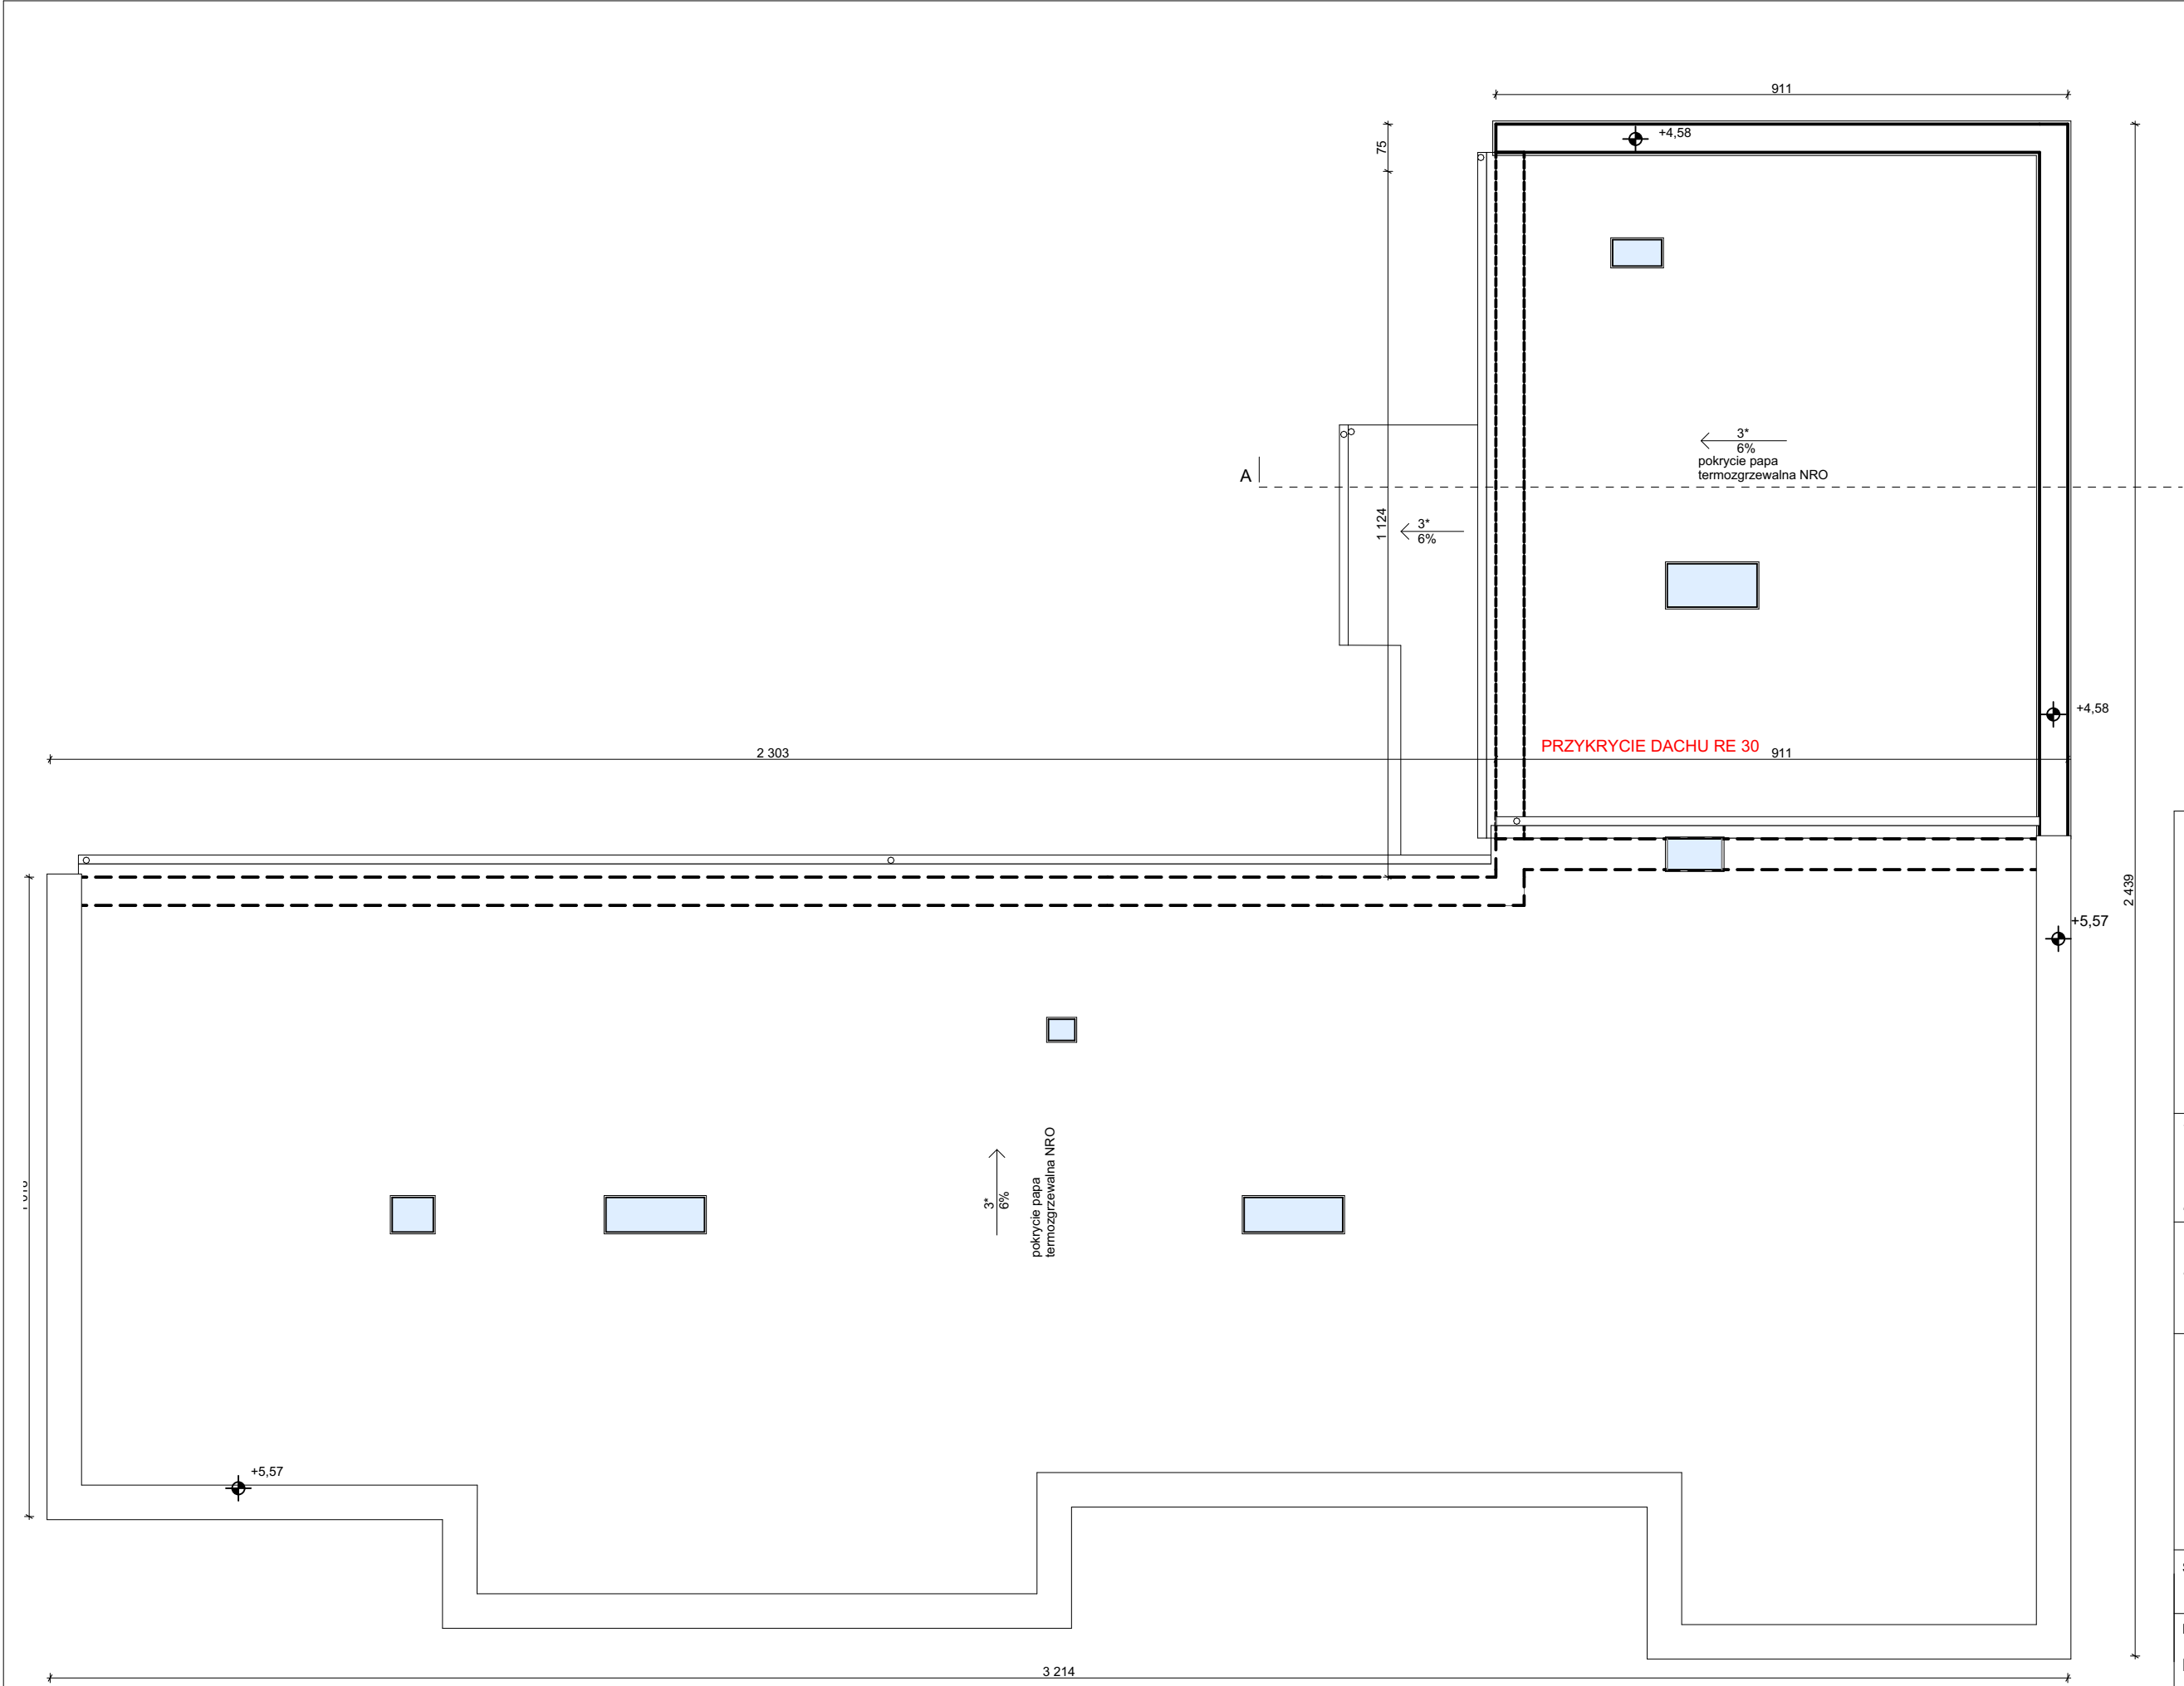 911
+4,58
75
3*
6%
pokrycie papa
termozgrzewalna NRO
A
1 124
3*
6%
+4,58
PRZYKRYCIE DACHU RE 30
2 303
911
2 439
+5,57
3*
6%
pokrycie papa
termozgrzewalna NRO
+5,57
3 214